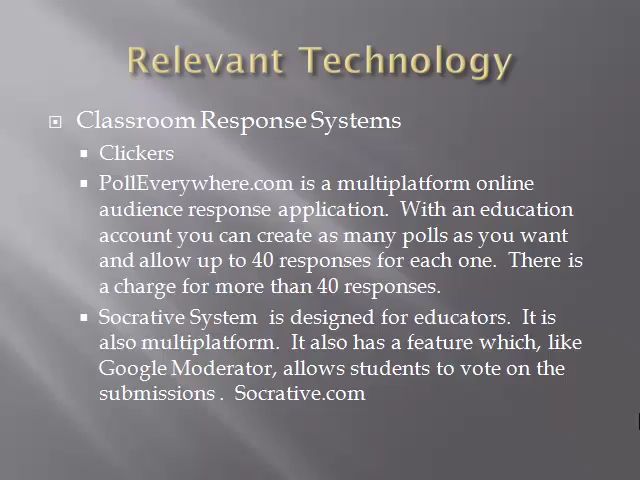 Relevant Technology
Classroom Response Systems
Clickers
PollEverywhere.com is a multiplatform online
audience response application.  With an education
account you can create as many polls as you want
and allow up to 40 responses for each one.  There is
a charge for more than 40 responses.
Socrative System  is designed for educators.  It is
also multiplatform.  It also has a feature which, like
Google Moderator, allows students to vote on the
submissions .  Socrative.com